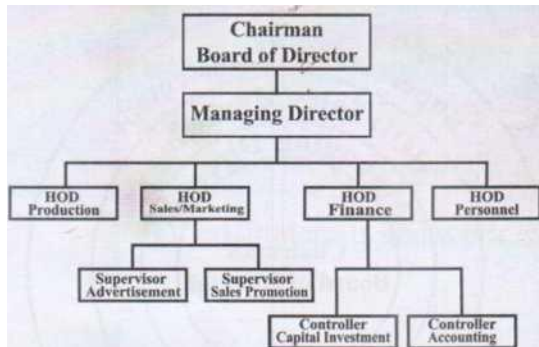 Chairman
Board of Director
Managing Director
HOD
Production
HOD
Sales/Marketing
HOD
Finance
HOD
Personnel
Supervisor
Advertisement
Supervisor
Sales Promotion
Controller
Capital Investment
Controller
Accounting